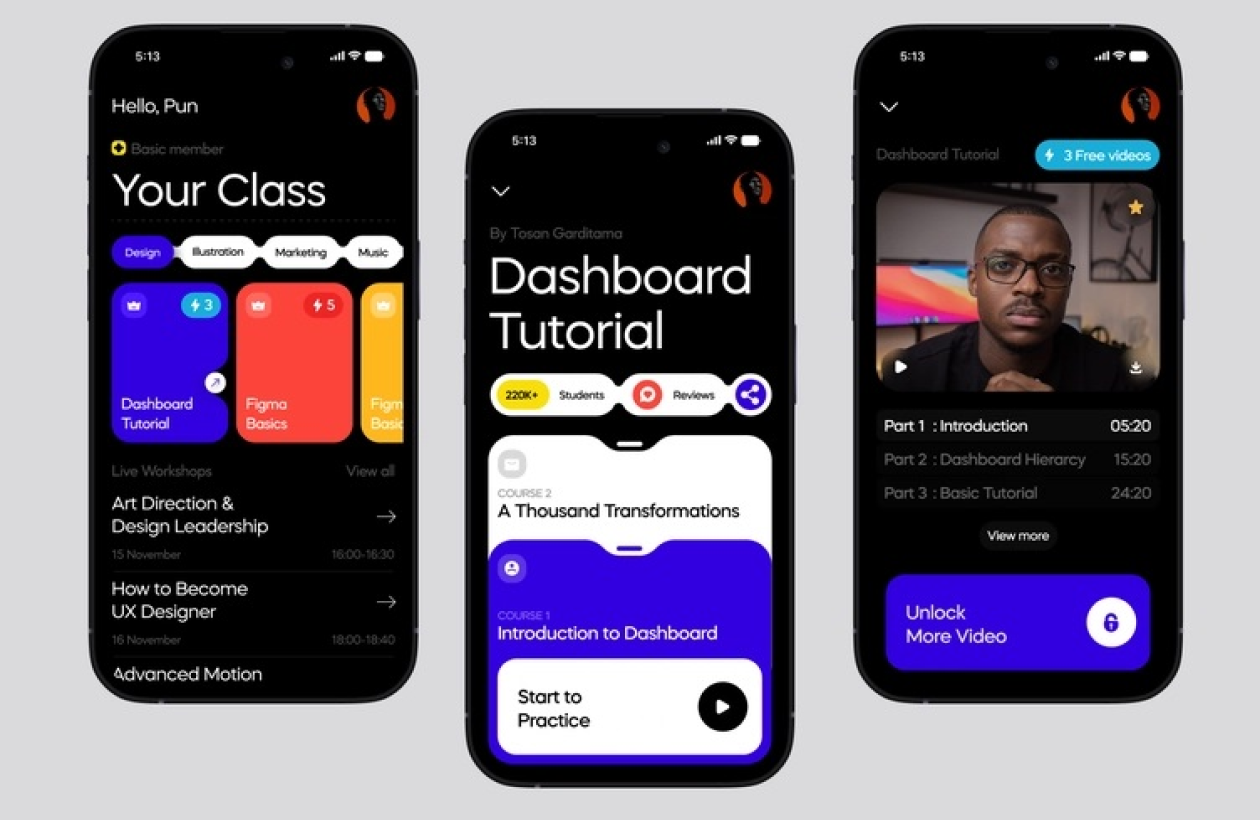 5:13
Hello, Pun
Basic member
Your Class
Design
Illustration
Marketing
Music
3
5
Dashboard
Tutorial
Figma
Basics
Figm
Basic
Live Workshops
View all
Art Direction &
Design Leadership
15 November
16:00-16:30
How to Become
UX Designer
16 November
18:00-18:40
Advanced Motion
5:13
By Tosan Garditama
Dashboard
Tutorial
220K+
Students
Reviews
COURSE 2
A Thousand Transformations
COURSE 1
Introduction to Dashboard
Start to
Practice
5:13
Dashboard Tutorial
3 Free videos
Part 1 : Introduction 05:20
Part 2 : Dashboard Hierarcy 15:20
Part 3 : Basic Tutorial 24:20
View more
Unlock
More Video